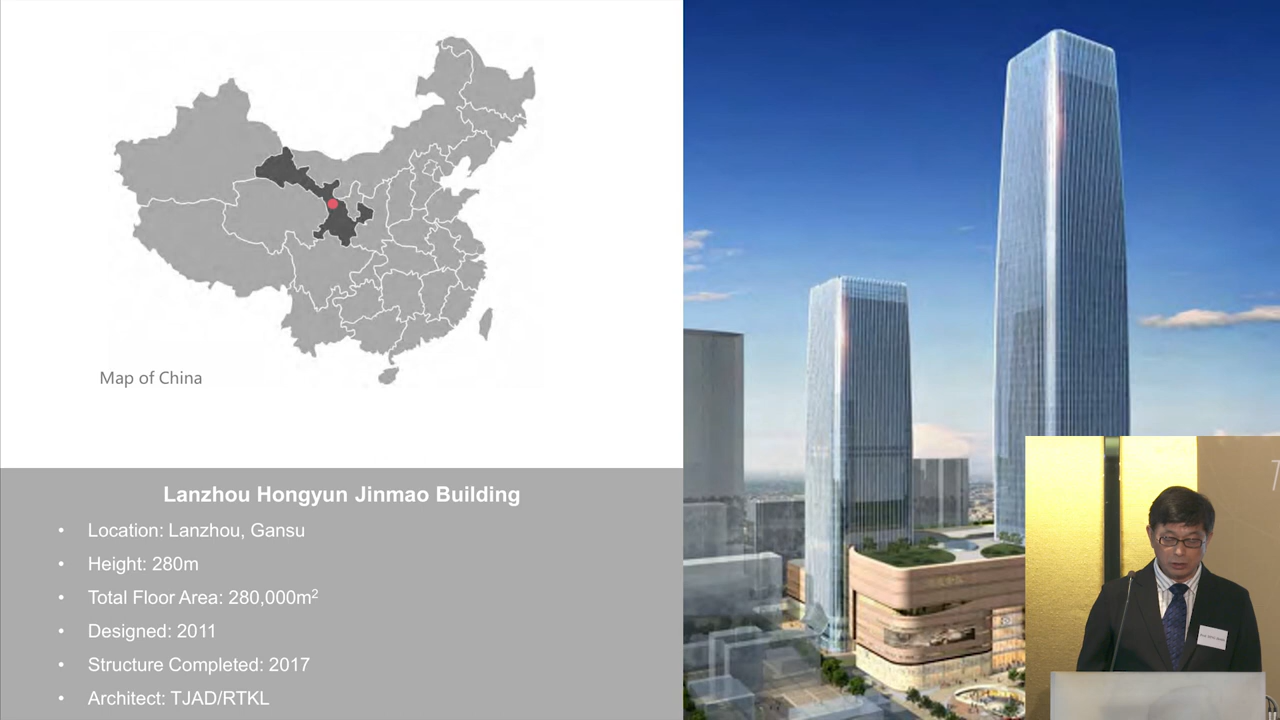 Map of China
Lanzhou Hongyun Jinmao Building
• Location: Lanzhou, Gansu
• Height: 280m
• Total Floor Area: 280,000m²
• Designed: 2011
• Structure Completed: 2017
• Architect: TJAD/RTKL